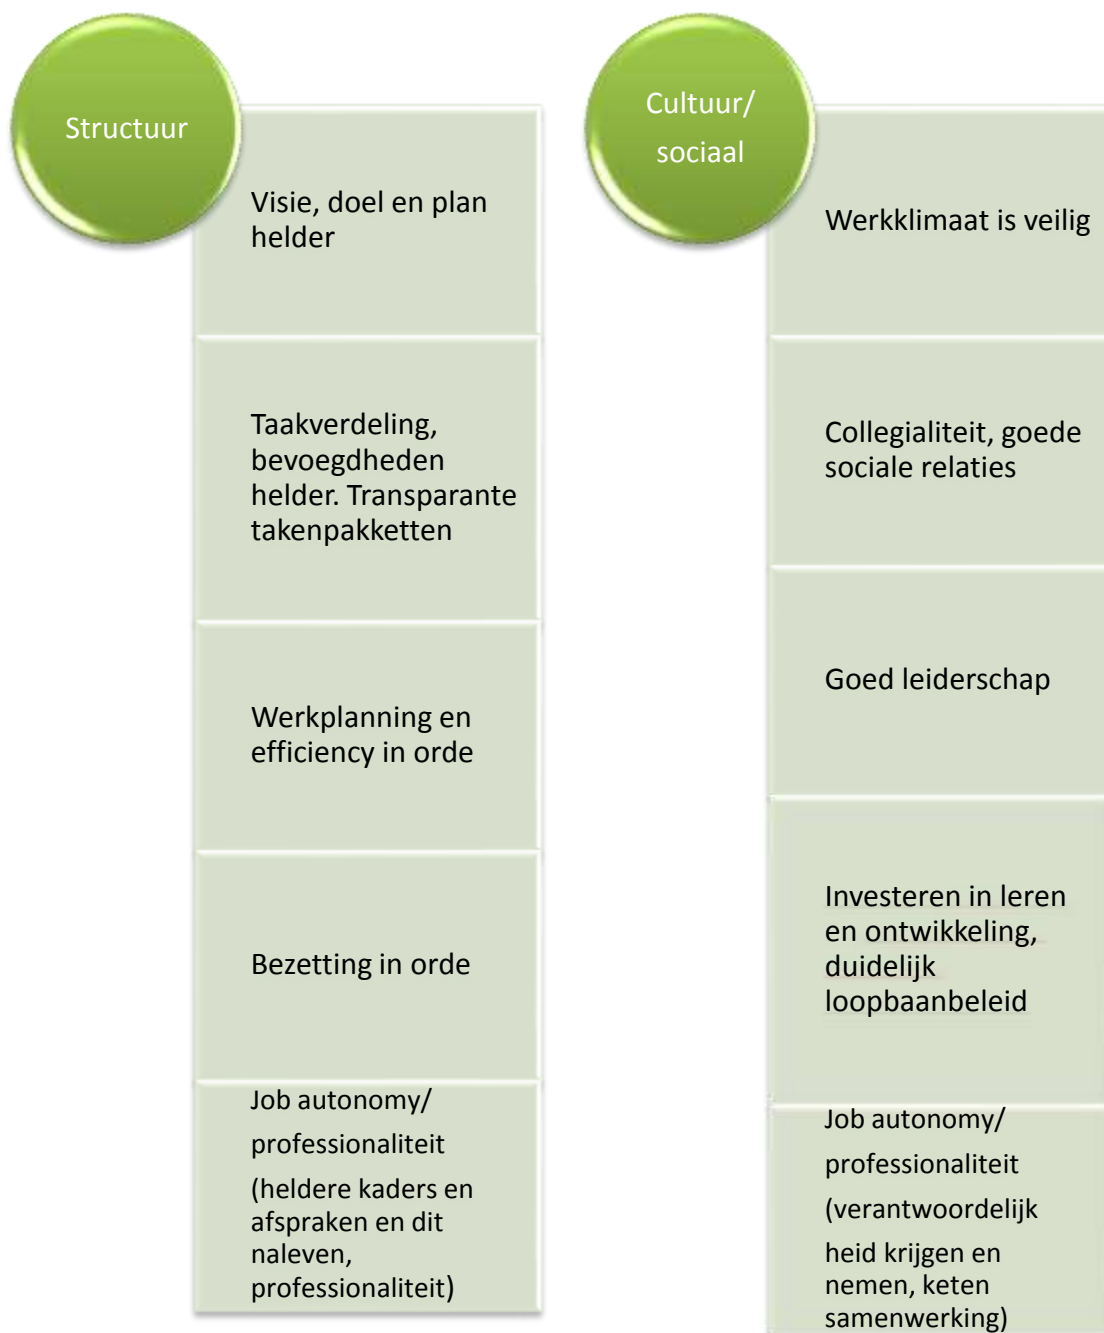 Structuur
Visie, doel en plan
helder
Taakverdeling,
bevoegdheden
helder. Transparante
takenpakketten
Werkplanning en
efficiency in orde
Bezetting in orde
Job autonomy/
professionaliteit
(heldere kaders en
afspraken en dit
naleven,
professionaliteit)
Cultuur/
sociaal
Werkklimaat is veilig
Collegialiteit, goede
sociale relaties
Goed leiderschap
Investeren in leren
en ontwikkeling,
duidelijk
loopbaanbeleid
Job autonomy/
professionaliteit
(verantwoordelijk
heid krijgen en
nemen, keten
samenwerking)